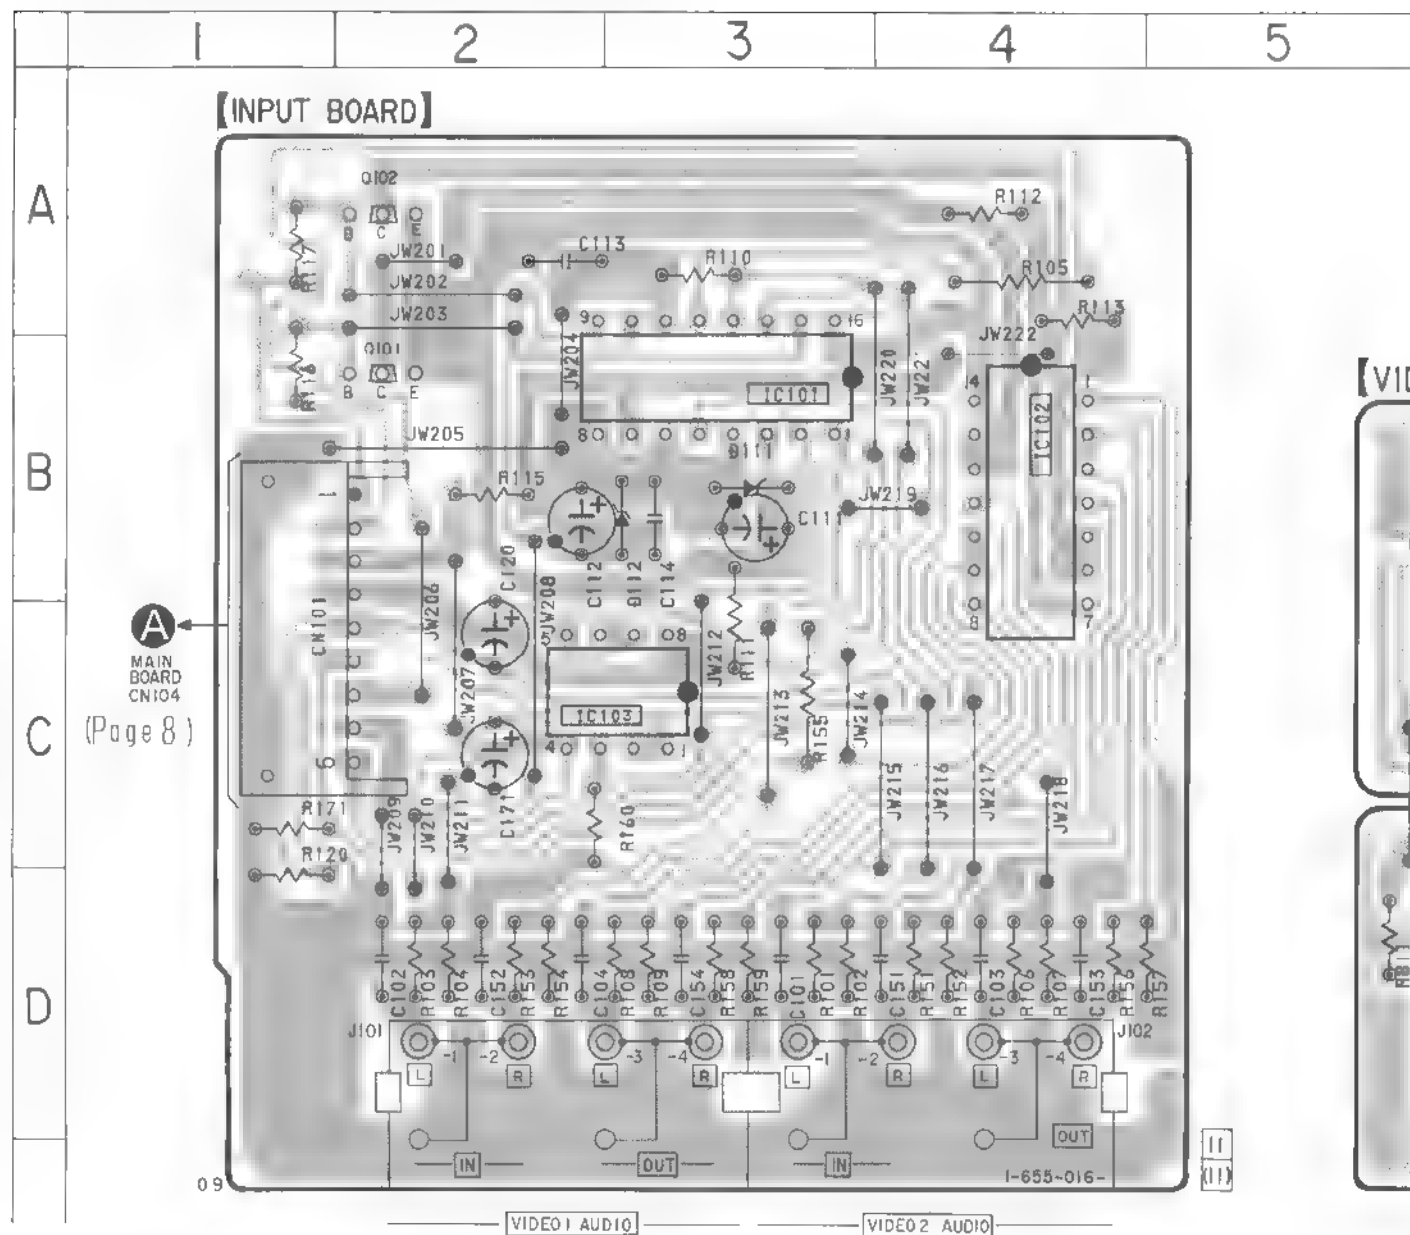 1 2 3 4 5
【INPUT BOARD】
A
B
C
D
Q102
B C E
R117
JW201
JW202
JW203
C113
R110
R112
R105
R113
JW222
9 16
Q101
B C E
R116
JW204
IC101
JW220
JW221
14 1
IC102
【VID
8 1
JW205
D111
R115
JW219
C111
1
C120
C112
D112
C114
JW206
JW208
CN101
A
MAIN
BOARD
CN104
(Page 8)
8 7
8
JW207
JW212
R111
IC103
JW213
R155
JW214
4 1
JW215
JW216
JW217
JW218
R171
JW209
JW210
JW211
C171
R160
R120
C102
R103
R104
C152
R153
R154
C104
R108
R109
C154
R158
R159
C101
R101
R102
C151
R151
R152
C103
R106
R107
C153
R156
R157
J101
J102
-1 -2 -3 -4 -1 -2 -3 -4
L R L R L R L R
IN OUT IN OUT
1-655-016-
11
(11)
09
VIDEO 1 AUDIO
VIDEO 2 AUDIO